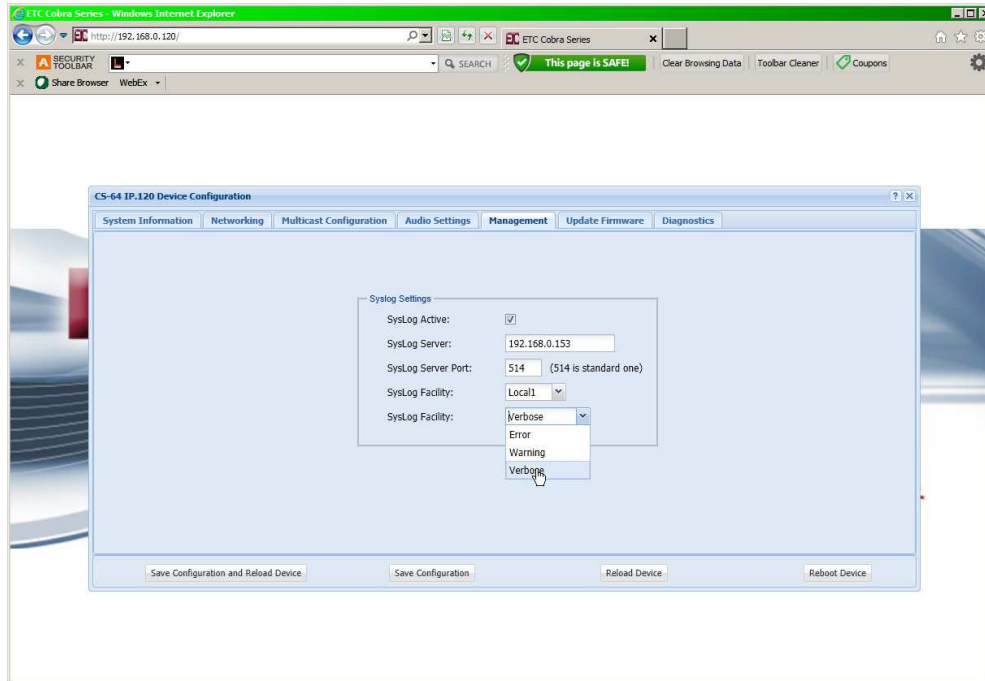 ETC Cobra Series - Windows Internet Explorer
http://192.168.0.120/
ETC Cobra Series
SECURITY TOOLBAR
SEARCH
This page is SAFE!
Clear Browsing Data
Toolbar Cleaner
Coupons
Share Browser WebEx
CS-64 IP.120 Device Configuration
System Information Networking Multicast Configuration Audio Settings Management Update Firmware Diagnostics
Syslog Settings
SysLog Active:
SysLog Server: 192.168.0.153
SysLog Server Port: 514 (514 is standard one)
SysLog Facility: Local1
SysLog Facility: Verbose
Error
Warning
Verbone
Save Configuration and Reload Device Save Configuration Reload Device Reboot Device